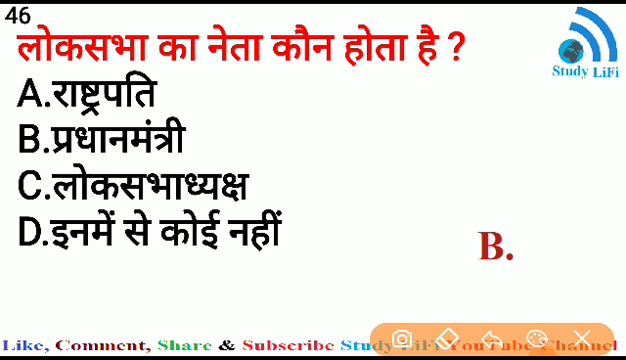 46
लोकसभा का नेता कौन होता है ?
Study LiFi
A.राष्ट्रपति
B.प्रधानमंत्री
C.लोकसभाध्यक्ष
D.इनमें से कोई नहीं
B.
Like, Comment, Share & Subscribe Study LiFi YouTube Channel